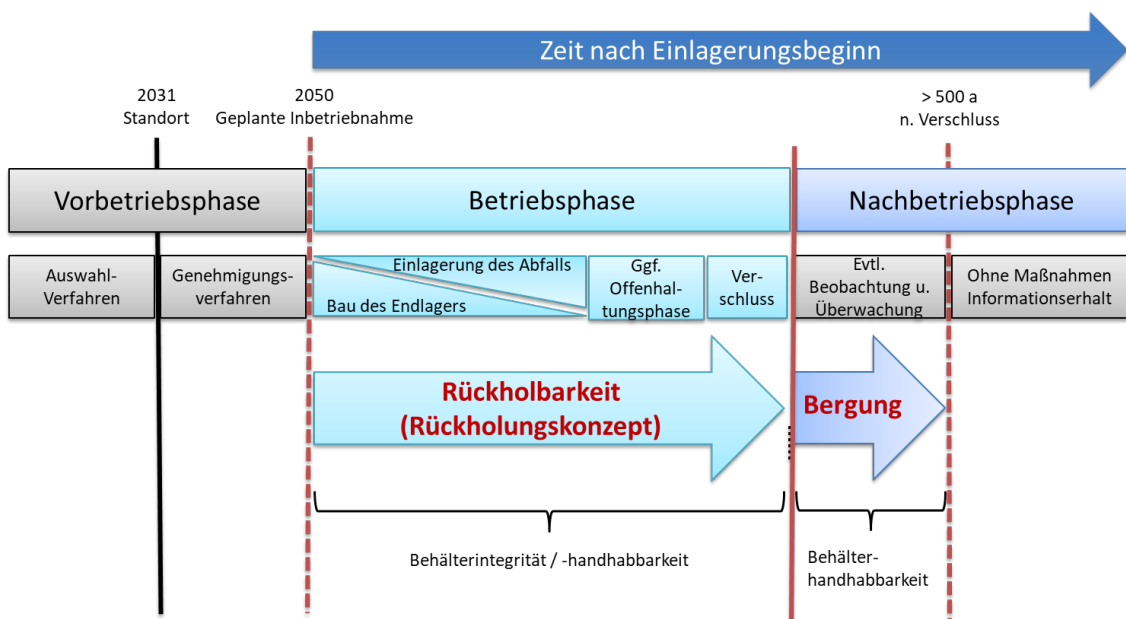 Zeit nach Einlagerungsbeginn
2031
Standort
2050
Geplante Inbetriebnahme
> 500 a
n. Verschluss
Vorbetriebsphase
Betriebsphase
Nachbetriebsphase
Auswahl-
Verfahren
Genehmigungs-
verfahren
Einlagerung des Abfalls
Bau des Endlagers
Ggf.
Offenhal-
tungsphase
Ver-
schluss
Evtl.
Beobachtung u.
Überwachung
Ohne Maßnahmen
Informationserhalt
Rückholbarkeit
(Rückholungskonzept)
Bergung
Behälterintegrität / -handhabbarkeit
Behälter-
handhabbarkeit